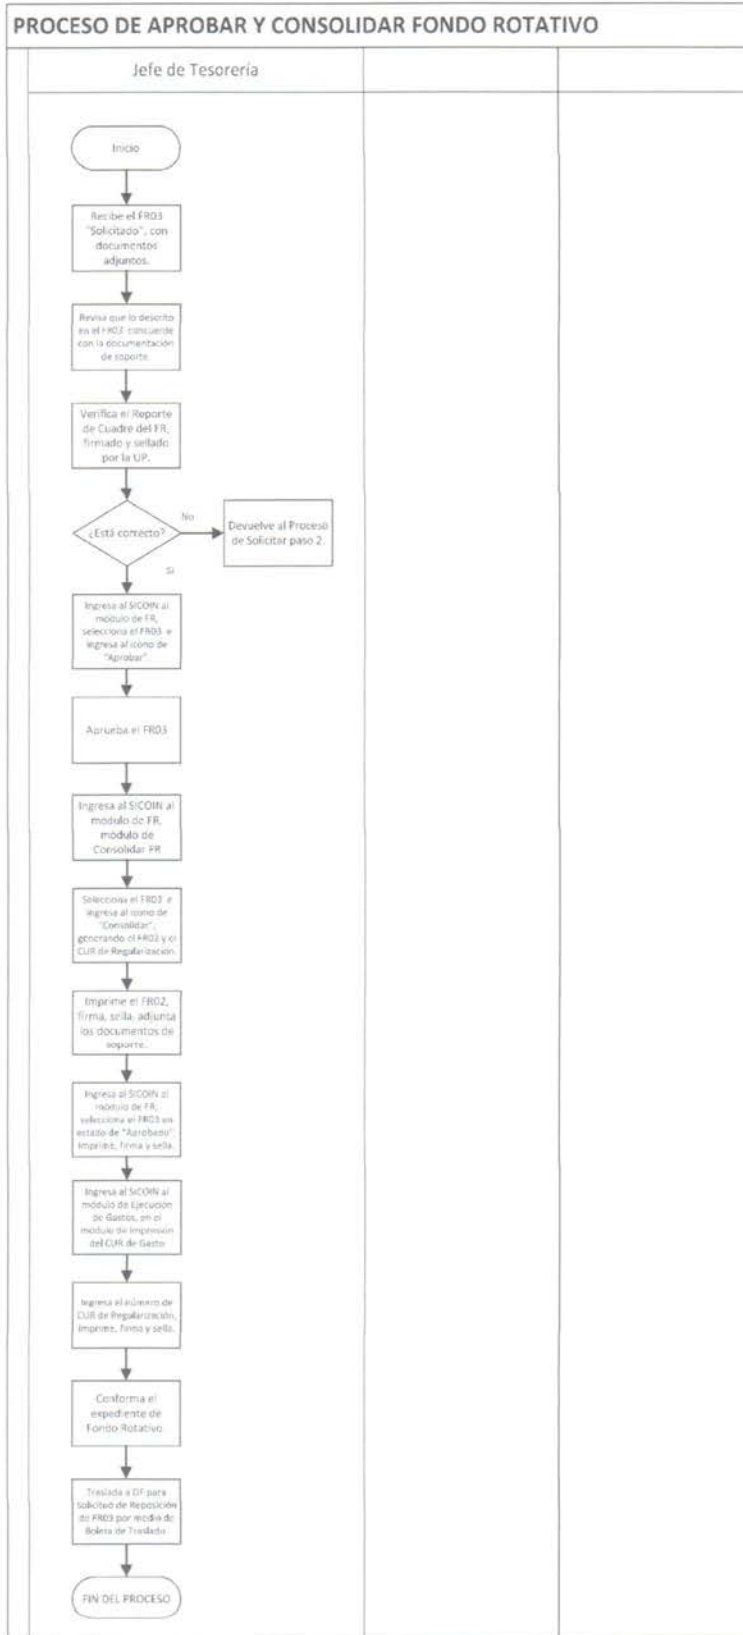 PROCESO DE APROBAR Y CONSOLIDAR FONDO ROTATIVO
Jefe de Tesorería
Inicio
Recibe el FR03
"Solicitado", con
documentos
adjuntos.
Revisa que lo descrito
en el FR03 concuerde
con la documentación
de soporte.
Verifica el Reporte
de Cuadre del FR,
firmado y sellado
por la UP.
¿Está correcto?
No
Devuelve al Proceso
de Solicitar paso 2.
Si
Ingresa al SICOIN al
módulo de FR,
selecciona el FR03 e
ingresa al icono de
"Aprobar"
Aprueba el FR03
Ingresa al SICOIN al
módulo de FR,
módulo de
Consolidar FR
Selecciona el FR03 e
ingresa al icono de
"Consolidar",
generando el FR02 y el
CUR de Regularización.
Imprime el FR02,
firma, sella, adjunta
los documentos de
soporte.
Ingresa al SICOIN al
módulo de FR,
selecciona el FR03 en
estado de "Aprobado"
imprime, firma y sella.
Ingresa al SICOIN al
módulo de Ejecución
de Gastos, en el
módulo de impresión
del CUR de Gasto
Ingresa el número de
CUR de Regularización,
imprime, firma y sella.
Conforma el
expediente de
Fondo Rotativo
Traslada a DF para
Solicitud de Reposición
de FR03 por medio de
Boleta de Traslado
FIN DEL PROCESO